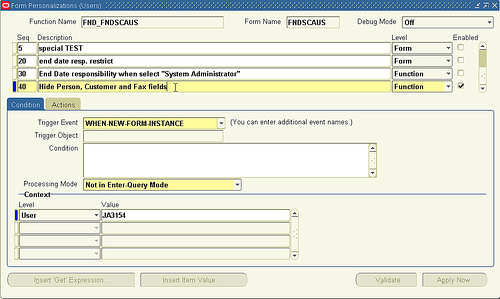 Form Personalizations (Users)
Function Name FND_FNDSCAUS Form Name FNDSCAUS Debug Mode Off
Seq Description Level Enabled
5 special TEST Form
20 end date resp. restrict Form
30 End Date responsibility when select "System Administrator" Function
40 Hide Person, Customer and Fax fields Function
Condition Actions
Trigger Event WHEN-NEW-FORM-INSTANCE (You can enter additional event names.)
Trigger Object
Condition
Processing Mode Not in Enter-Query Mode
Context
Level Value
User JA3154
Insert 'Get' Expression... Insert Item Value... Validate Apply Now